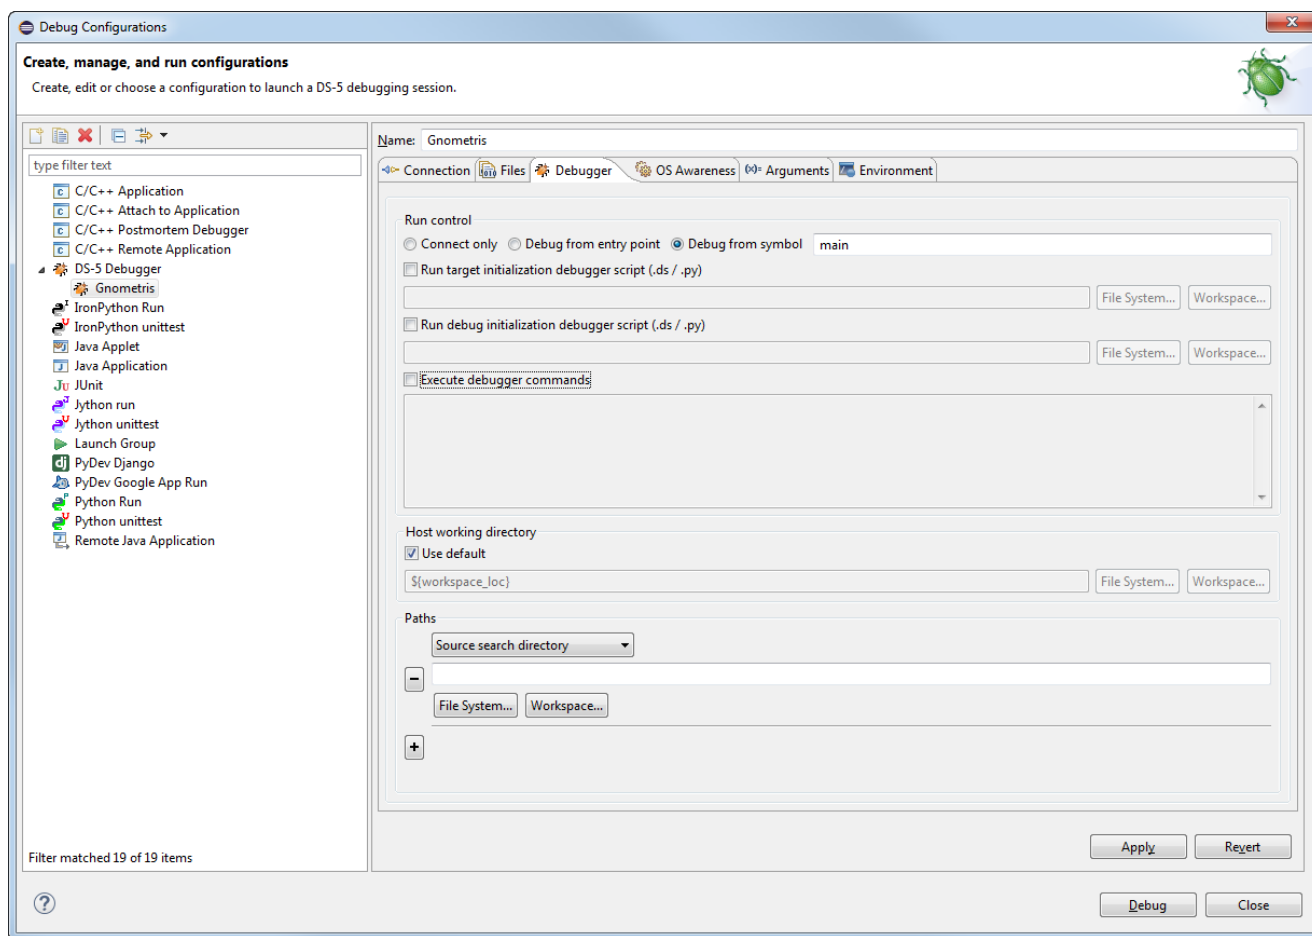 Debug Configurations
Create, manage, and run configurations
Create, edit or choose a configuration to launch a DS-5 debugging session.
type filter text
C/C++ Application
C/C++ Attach to Application
C/C++ Postmortem Debugger
C/C++ Remote Application
DS-5 Debugger
Gnometris
IronPython Run
IronPython unittest
Java Applet
Java Application
JUnit
Jython run
Jython unittest
Launch Group
PyDev Django
PyDev Google App Run
Python Run
Python unittest
Remote Java Application
Filter matched 19 of 19 items
Name: Gnometris
Connection Files Debugger OS Awareness Arguments Environment
Run control
Connect only Debug from entry point Debug from symbol main
Run target initialization debugger script (.ds / .py)
File System... Workspace...
Run debug initialization debugger script (.ds / .py)
File System... Workspace...
Execute debugger commands
Host working directory
Use default
${workspace_loc} File System... Workspace...
Paths
Source search directory
File System... Workspace...
Apply Revert
Debug Close